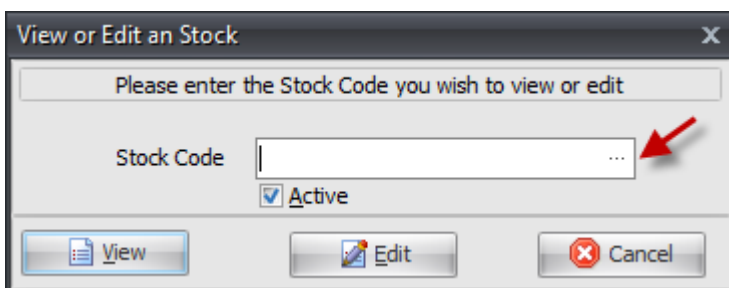 View or Edit an Stock
x
Please enter the Stock Code you wish to view or edit
Stock Code
...
Active
View
Edit
Cancel